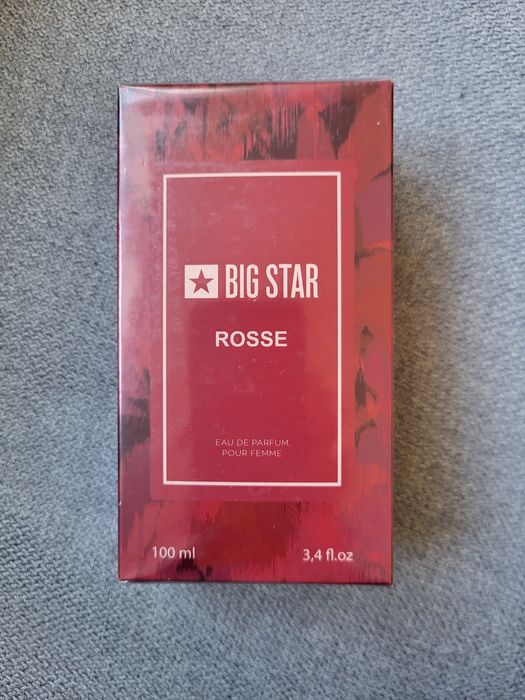 BIG STAR
ROSSE
EAU DE PARFUM
POUR FEMME
100 ml 3,4 fl.oz